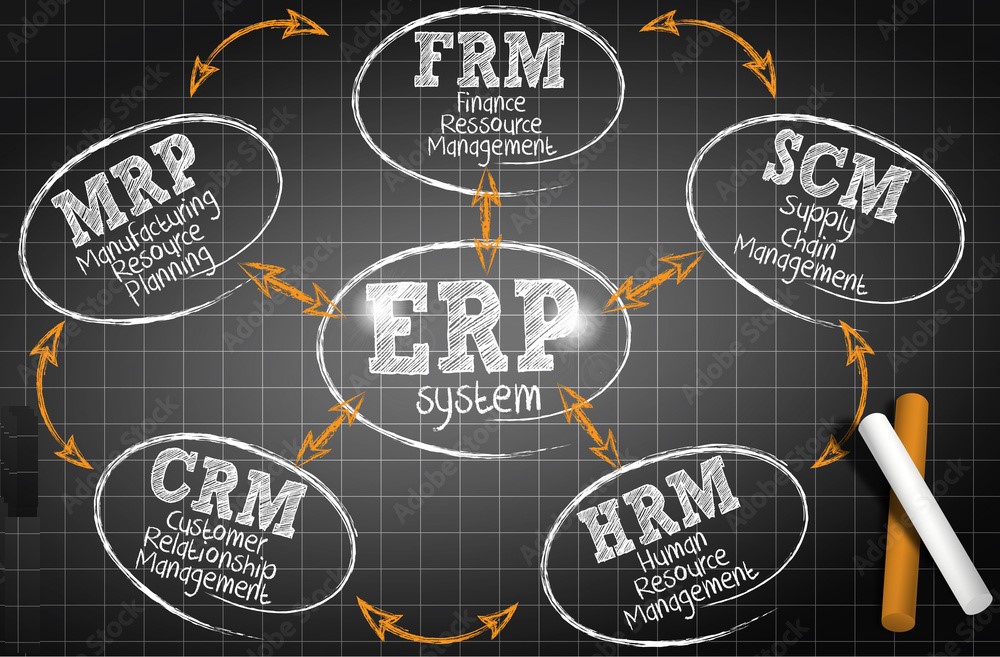 FRM
Finance
Ressource
Management
MRP
Manufacturing
Resource
Planning
SCM
Supply
Chain
Management
ERP
system
CRM
Customer
Relationship
Management
HRM
Human
Resource
Management
Adobe Stock